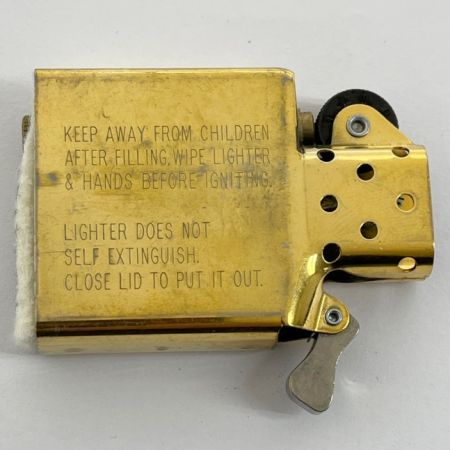 KEEP AWAY FROM CHILDREN
AFTER FILLING, WIPE LIGHTER
& HANDS BEFORE IGNITING.
LIGHTER DOES NOT
SELF EXTINGUISH.
CLOSE LID TO PUT IT OUT.